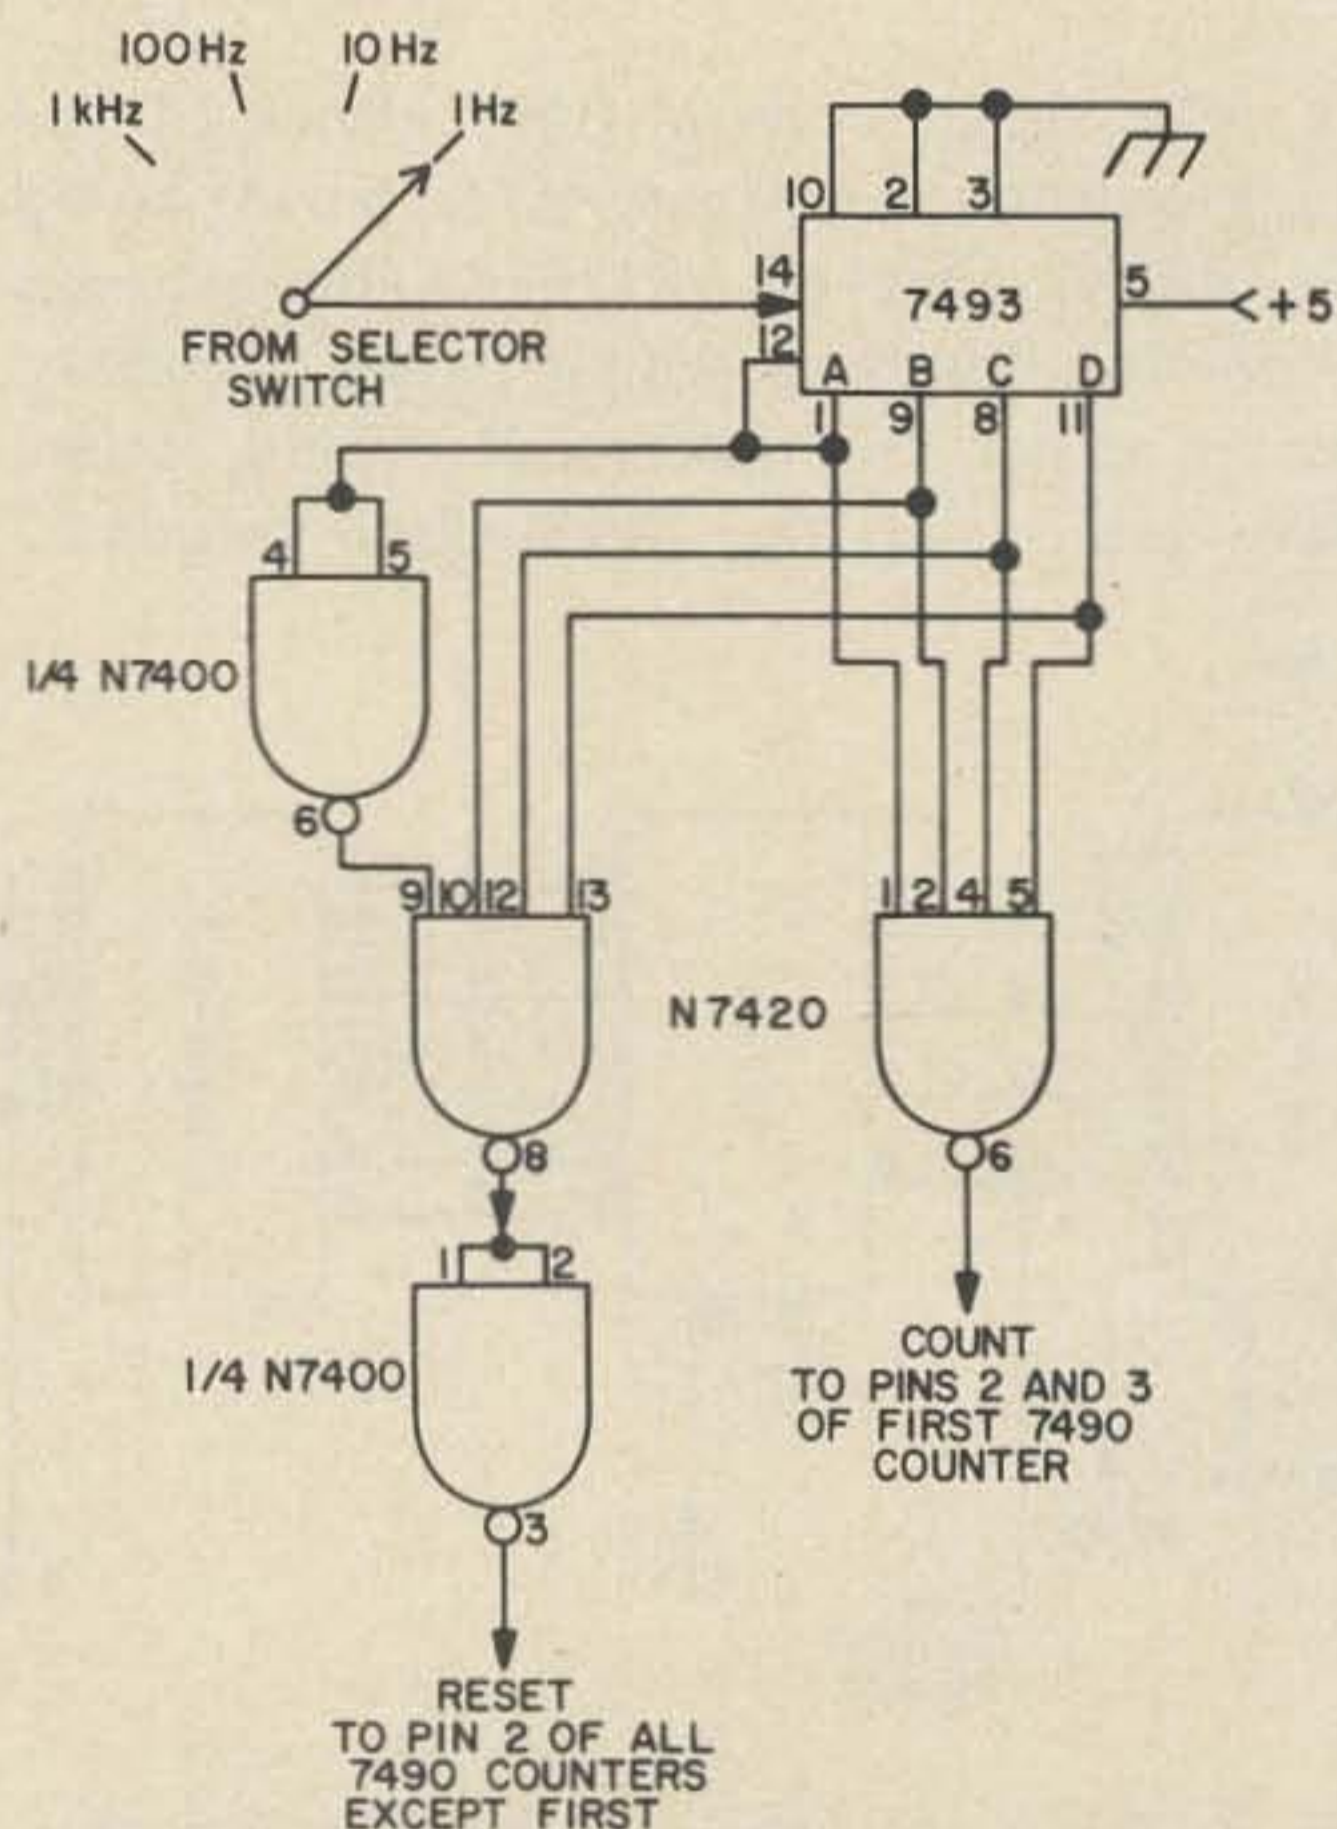 100 Hz 10 Hz
1 kHz 1 Hz
10 2 3
14 7493 5 <+5
12 A B C D
1 9 8 11
FROM SELECTOR
SWITCH
4 5
1/4 N7400
6
9 10 12 13
1 2 4 5
N7420
8
6
1 2
1/4 N7400
3
COUNT
TO PINS 2 AND 3
OF FIRST 7490
COUNTER
RESET
TO PIN 2 OF ALL
7490 COUNTERS
EXCEPT FIRST